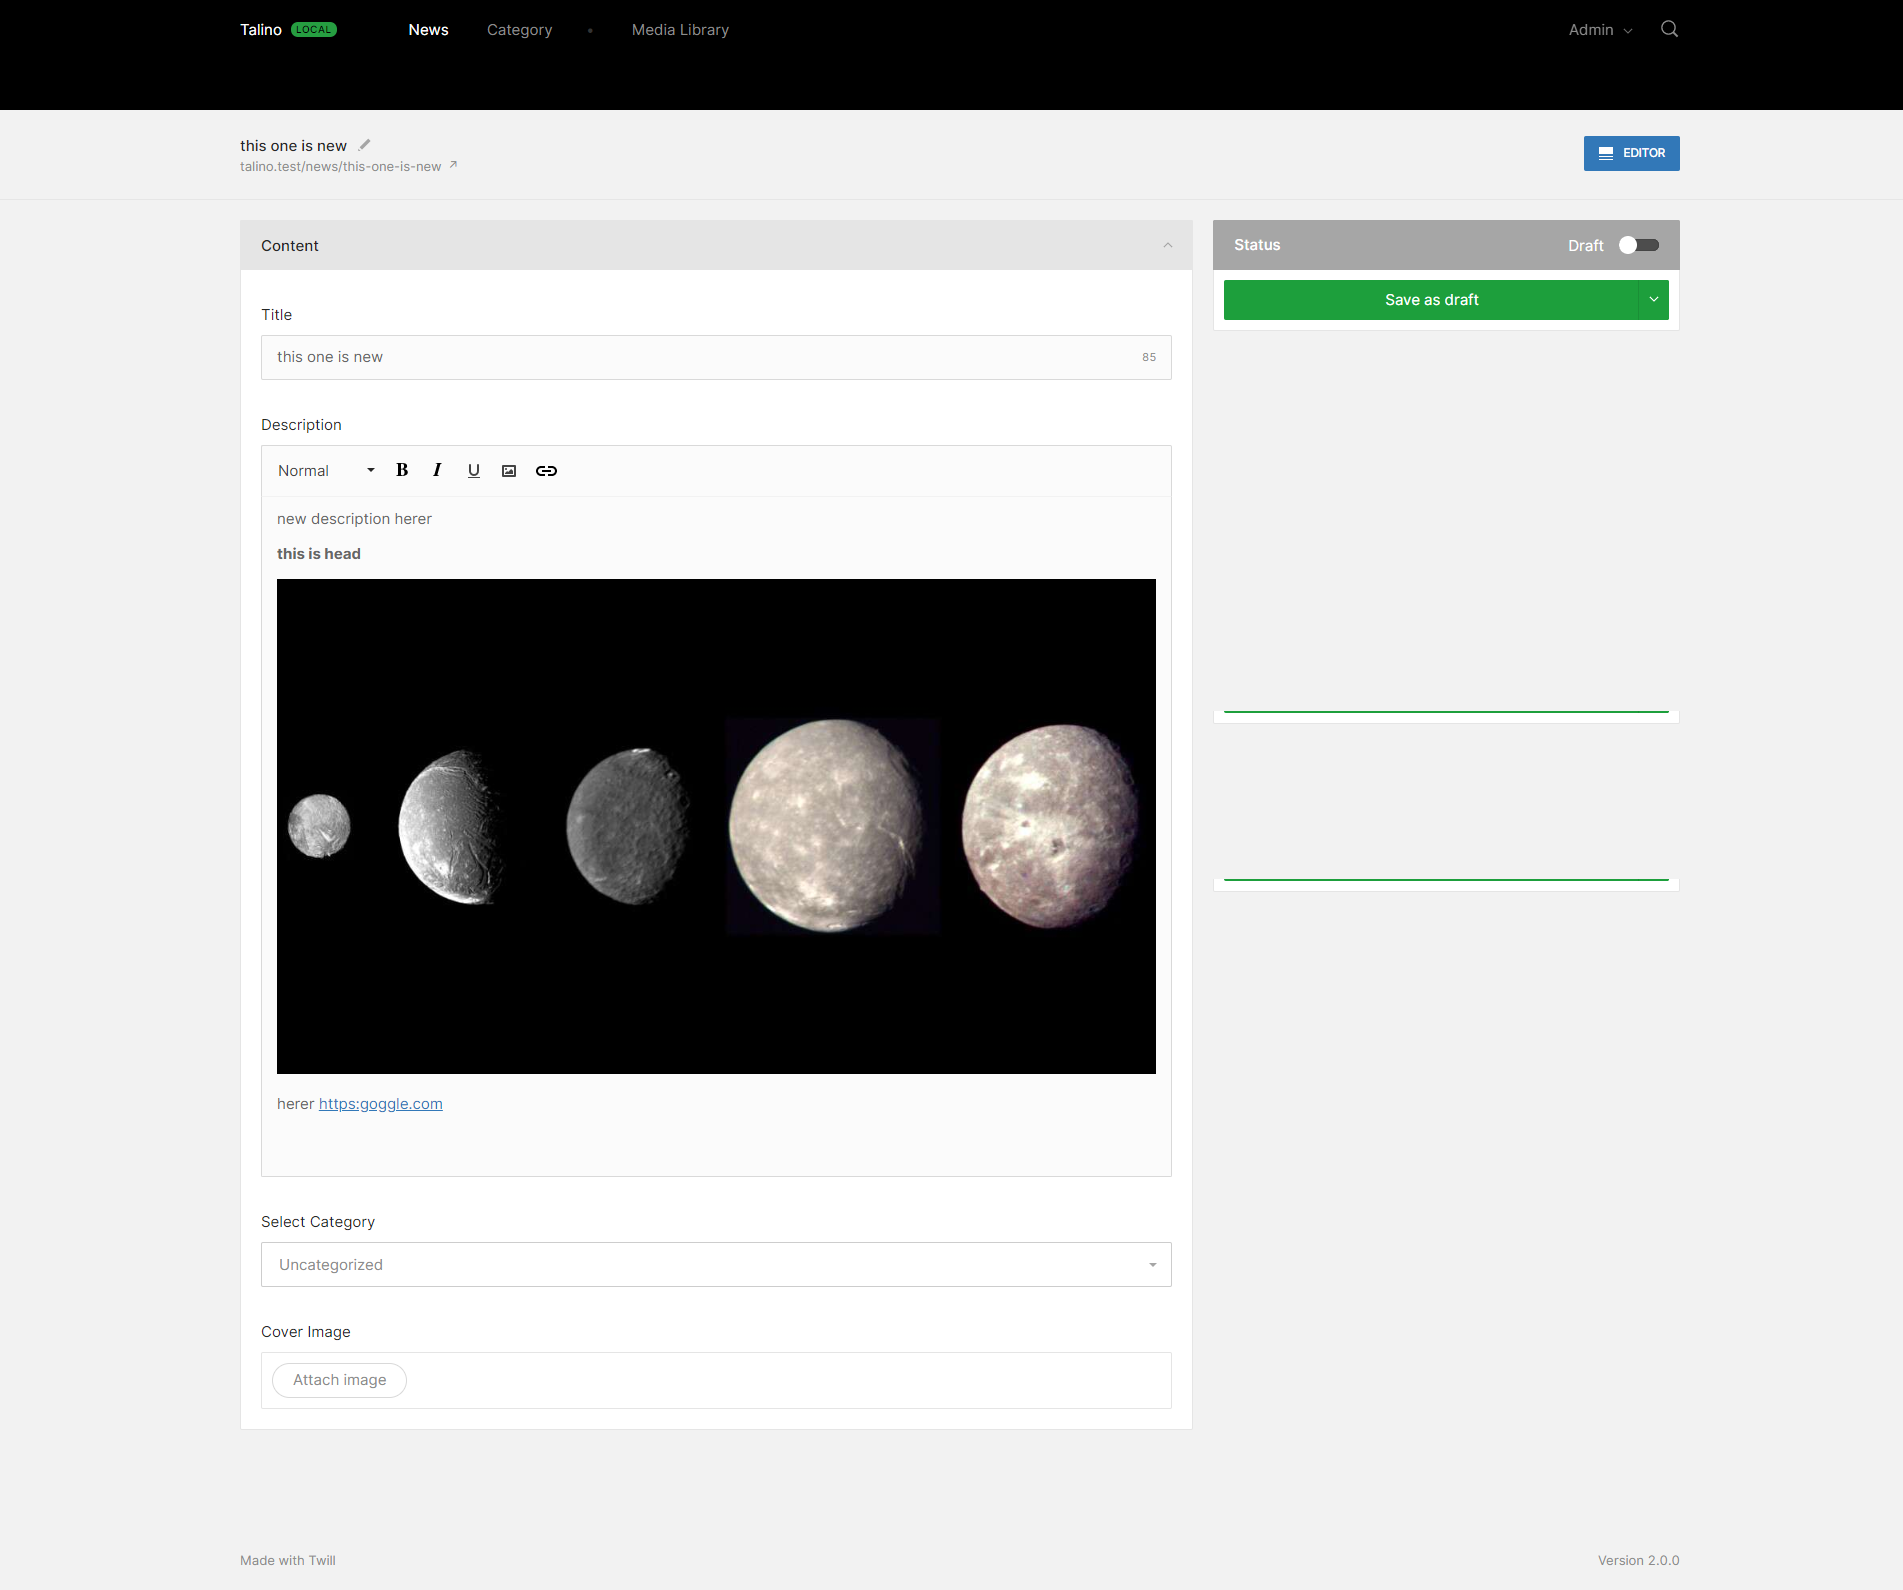 Talino LOCAL News Category • Media Library Admin
this one is new
talino.test/news/this-one-is-new
EDITOR
Content
Status Draft
Save as draft
Title
this one is new 85
Description
Normal B I U
new description herer
this is head
herer https:goggle.com
Select Category
Uncategorized
Cover Image
Attach image
Made with Twill Version 2.0.0